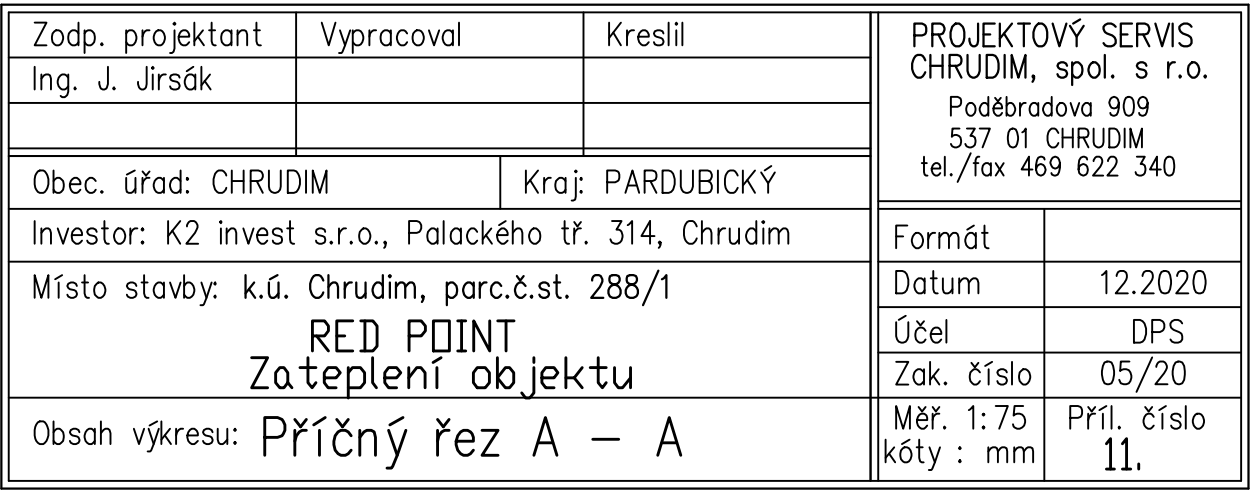 Zodp. projektant Vypracoval Kreslil
Ing. J. Jirsák
PROJEKTOVÝ SERVIS
CHRUDIM, spol. s r.o.
Poděbradova 909
537 01 CHRUDIM
tel./fax 469 622 340
Obec. úřad: CHRUDIM Kraj: PARDUBICKÝ
Investor: K2 invest s.r.o., Palackého tř. 314, Chrudim
Místo stavby: k.ú. Chrudim, parc.č.st. 288/1
RED POINT
Zateplení objektu
Obsah výkresu: Příčný řez A - A
Formát
Datum 12.2020
Účel DPS
Zak. číslo 05/20
Měř. 1:75 Příl. číslo
kóty : mm 11.